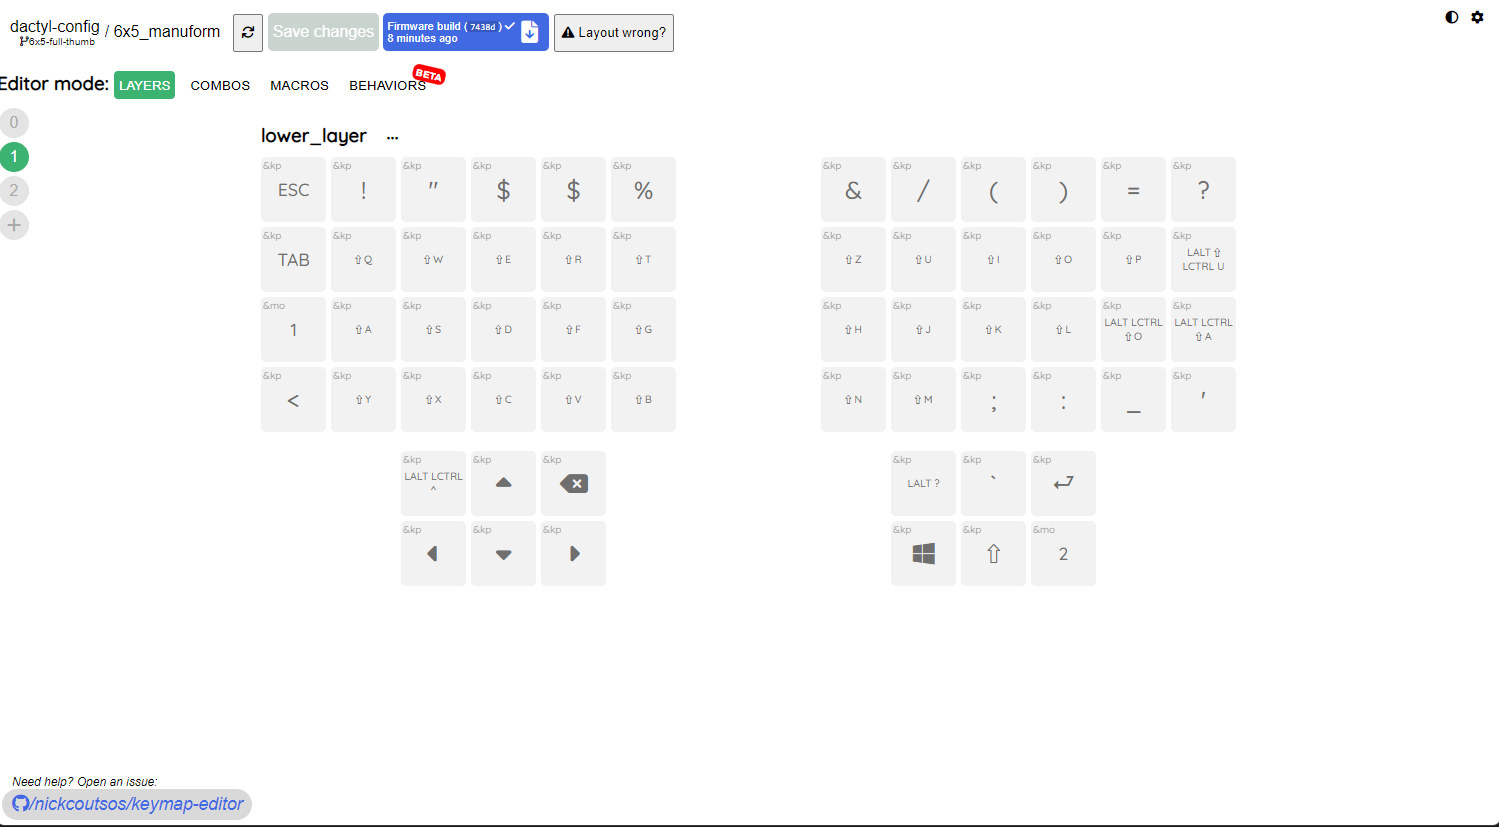 dactyl-config / 6x5_manuform
6x5-full-thumb
Save changes
Firmware build ( 7438d )
8 minutes ago
Layout wrong?
Editor mode: LAYERS COMBOS MACROS BEHAVIORS BETA
0
1
2
+
lower_layer ...
&kp &kp &kp &kp &kp &kp &kp &kp &kp &kp &kp &kp
ESC ! " $ $ % & / ( ) = ?
&kp &kp &kp &kp &kp &kp &kp &kp &kp &kp &kp &kp
TAB ⇧Q ⇧W ⇧E ⇧R ⇧T ⇧Z ⇧U ⇧I ⇧O ⇧P LALT ⇧
LCTRL U
&mo &kp &kp &kp &kp &kp &kp &kp &kp &kp &kp &kp
1 ⇧A ⇧S ⇧D ⇧F ⇧G ⇧H ⇧J ⇧K ⇧L LALT LCTRL LALT LCTRL
⇧O ⇧A
&kp &kp &kp &kp &kp &kp &kp &kp &kp &kp &kp &kp
< ⇧Y ⇧X ⇧C ⇧V ⇧B ⇧N ⇧M ; : _ '
&kp &kp &kp &kp &kp &kp
LALT LCTRL LALT ? ` 
^
&kp &kp &kp &kp &kp &mo
⇧ 2
Need help? Open an issue:
/nickcoutsos/keymap-editor